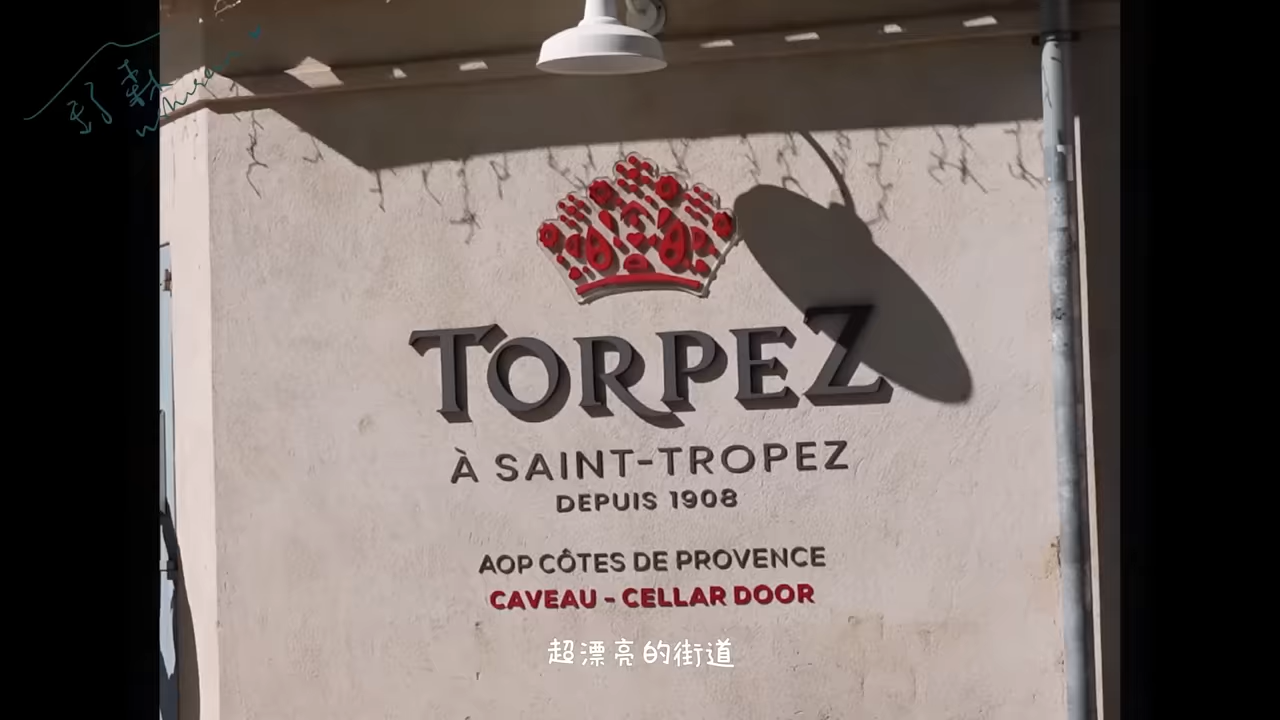 TORPEZ
À SAINT-TROPEZ
DEPUIS 1908
AOP CÔTES DE PROVENCE
CAVEAU - CELLAR DOOR
超漂亮的街道